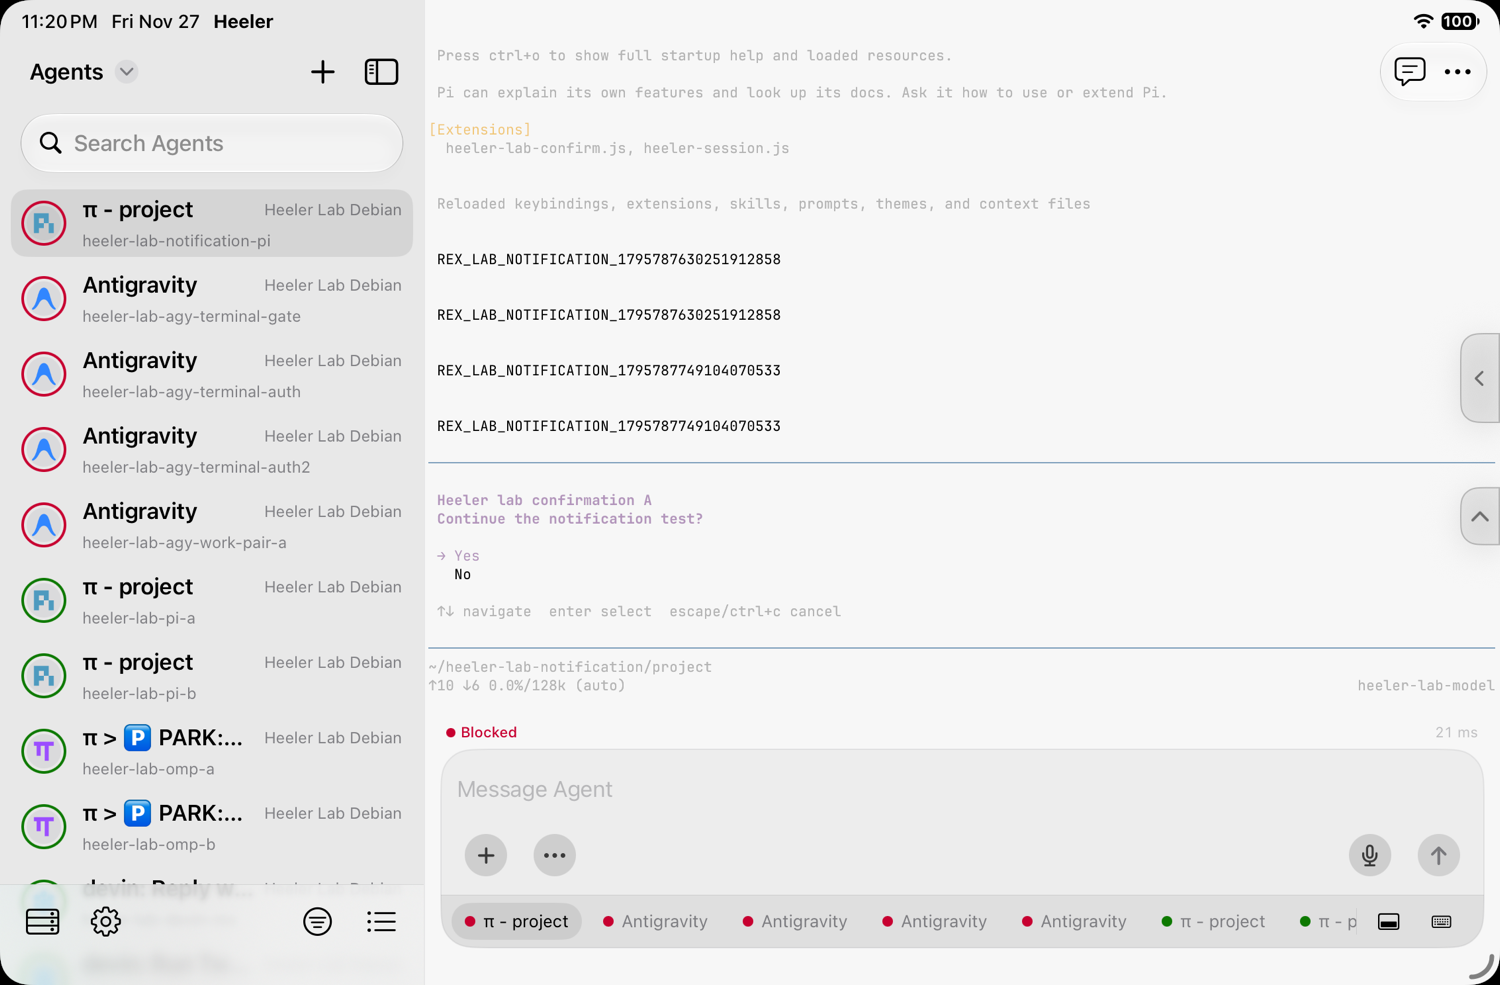 11:20 PM Fri Nov 27 Heeler
100
Agents
Search Agents
π - project Heeler Lab Debian
heeler-lab-notification-pi
Antigravity Heeler Lab Debian
heeler-lab-agy-terminal-gate
Antigravity Heeler Lab Debian
heeler-lab-agy-terminal-auth
Antigravity Heeler Lab Debian
heeler-lab-agy-terminal-auth2
Antigravity Heeler Lab Debian
heeler-lab-agy-work-pair-a
π - project Heeler Lab Debian
heeler-lab-pi-a
π - project Heeler Lab Debian
heeler-lab-pi-b
π > 🅿️ PARK:... Heeler Lab Debian
heeler-lab-omp-a
π > 🅿️ PARK:... Heeler Lab Debian
heeler-lab-omp-b
devin: Reply w... Heeler Lab Debian
Press ctrl+o to show full startup help and loaded resources.
Pi can explain its own features and look up its docs. Ask it how to use or extend Pi.
[Extensions]
heeler-lab-confirm.js, heeler-session.js
Reloaded keybindings, extensions, skills, prompts, themes, and context files
REX_LAB_NOTIFICATION_1795787630251912858
REX_LAB_NOTIFICATION_1795787630251912858
REX_LAB_NOTIFICATION_1795787749104070533
REX_LAB_NOTIFICATION_1795787749104070533
Heeler lab confirmation A
Continue the notification test?
→ Yes
No
↑↓ navigate enter select escape/ctrl+c cancel
~/heeler-lab-notification/project
↑10 ↓6 0.0%/128k (auto) heeler-lab-model
Blocked 21 ms
Message Agent
π - project Antigravity Antigravity Antigravity Antigravity π - project π - p